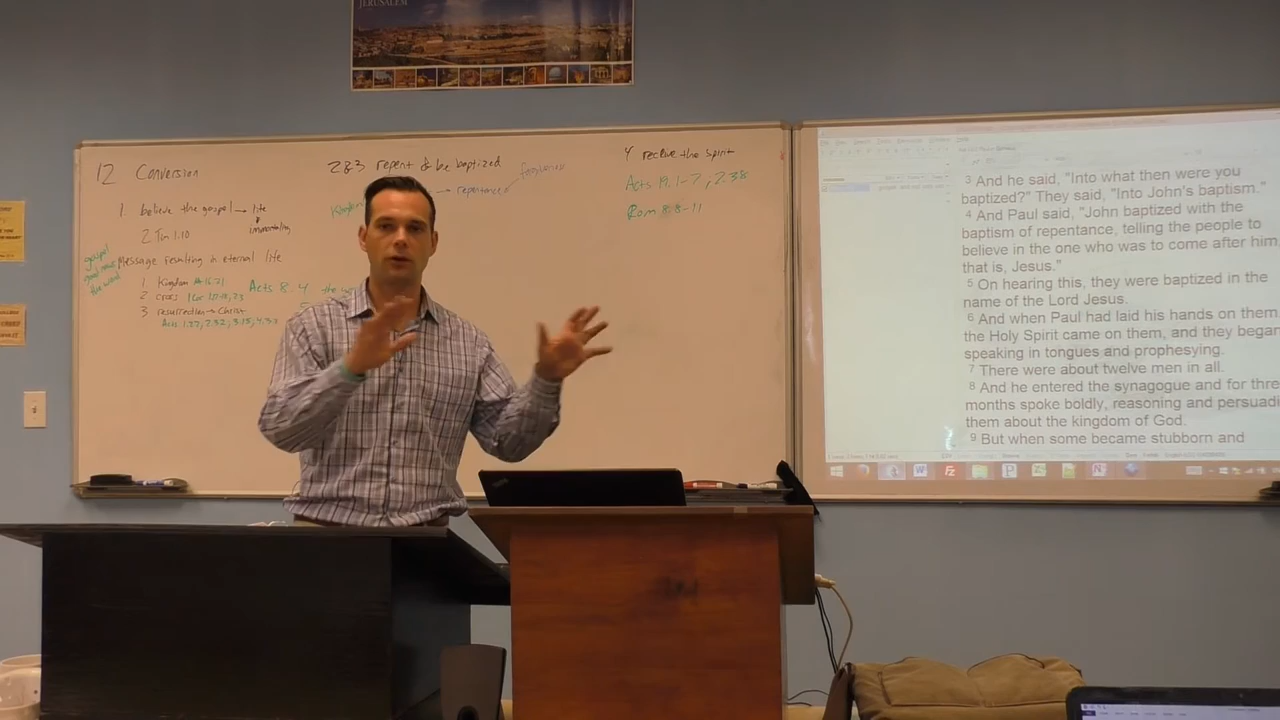 JERUSALEM
12 Conversion
1. believe the gospel → life
immortality
2 Tim 1.10
gospel
the word
Message resulting in eternal life
1 Kingdom
2 cross
3 resurrection → Christ
Acts 8.4 the wo
2&3 repent & be baptized
→ repentance
forgiveness
4 receive the Spirit
Acts 19.1-7; 2.38
Rom 8.8-11
3 And he said, "Into what then were you
baptized?" They said, "Into John's baptism."
4 And Paul said, "John baptized with the
baptism of repentance, telling the people to
believe in the one who was to come after him
that is, Jesus."
5 On hearing this, they were baptized in the
name of the Lord Jesus.
6 And when Paul had laid his hands on them
the Holy Spirit came on them, and they began
speaking in tongues and prophesying.
7 There were about twelve men in all.
8 And he entered the synagogue and for thre
months spoke boldly, reasoning and persuadi
them about the kingdom of God.
9 But when some became stubborn and